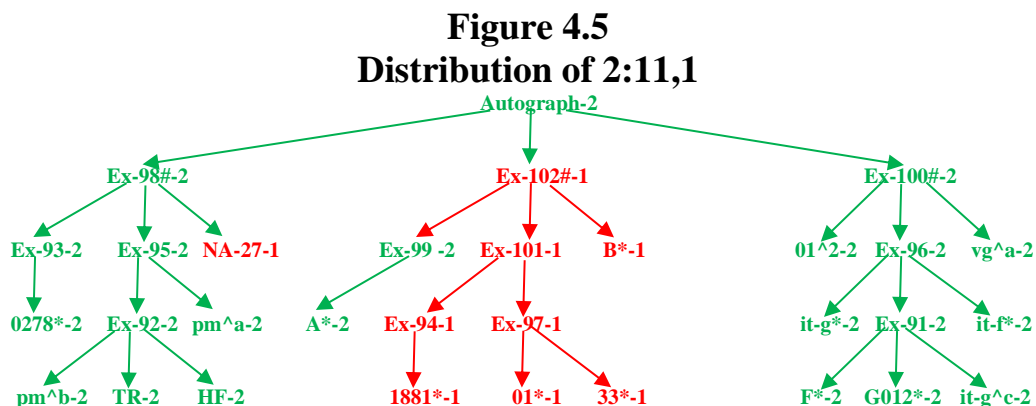 Figure 4.5
Distribution of 2:11,1
Autograph-2
Ex-98#-2 Ex-102#-1 Ex-100#-2
Ex-93-2 Ex-95-2 NA-27-1 Ex-99 -2 Ex-101-1 B*-1 01^2-2 Ex-96-2 vg^a-2
0278*-2 Ex-92-2 pm^a-2 A*-2 Ex-94-1 Ex-97-1 it-g*-2 Ex-91-2 it-f*-2
pm^b-2 TR-2 HF-2 1881*-1 01*-1 33*-1 F*-2 G012*-2 it-g^c-2